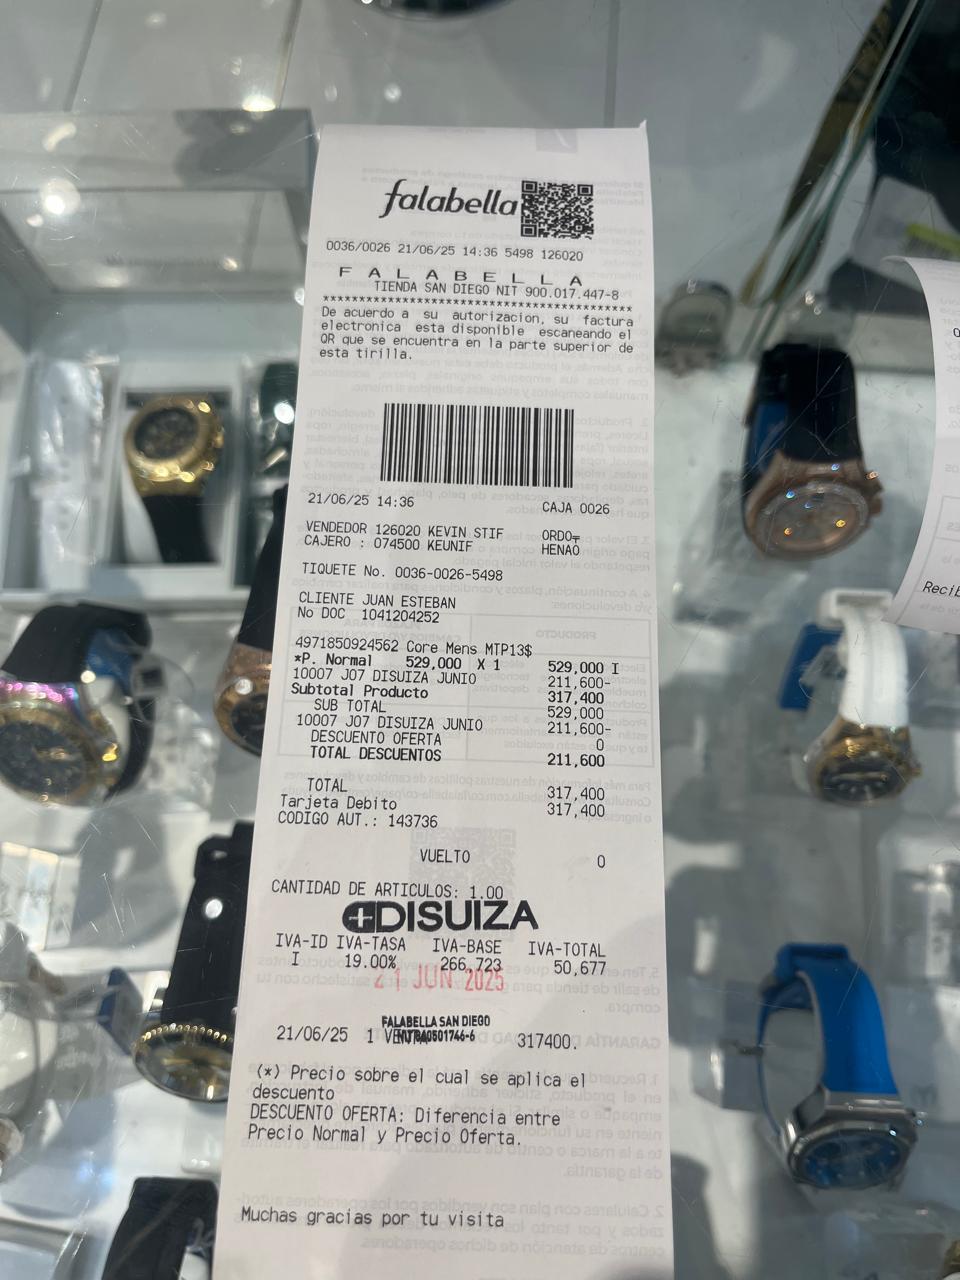 falabella
0036/0026 21/06/25 14:36 5498 126020
F A L A B E L L A
TIENDA SAN DIEGO NIT 900.017.447-8
****************************************
De acuerdo a su autorizacion, su factura
electronica esta disponible escaneando el
QR que se encuentra en la parte superior de
esta tirilla.
21/06/25 14:36 CAJA 0026
VENDEDOR 126020 KEVIN STIF ORDO
CAJERO : 074500 KEUNIF HENAO
TIQUETE No. 0036-0026-5498
CLIENTE JUAN ESTEBAN
No DOC 1041204252
4971850924562 Core Mens MTP13$
*P. Normal 529,000 X 1 529,000 I
10007 J07 DISUIZA JUNIO 211,600-
Subtotal Producto 317,400
SUB TOTAL 529,000
10007 J07 DISUIZA JUNIO 211,600-
DESCUENTO OFERTA 0
TOTAL DESCUENTOS 211,600
TOTAL 317,400
Tarjeta Debito 317,400
CODIGO AUT.: 143736
VUELTO 0
CANTIDAD DE ARTICULOS: 1.00
DISUIZA
IVA-ID IVA-TASA IVA-BASE IVA-TOTAL
I 19.00% 266,723 50,677
21 JUN 2025
FALABELLA SAN DIEGO
21/06/25 1 317400.
(*) Precio sobre el cual se aplica el
descuento
DESCUENTO OFERTA: Diferencia entre
Precio Normal y Precio Oferta.
Muchas gracias por tu visita